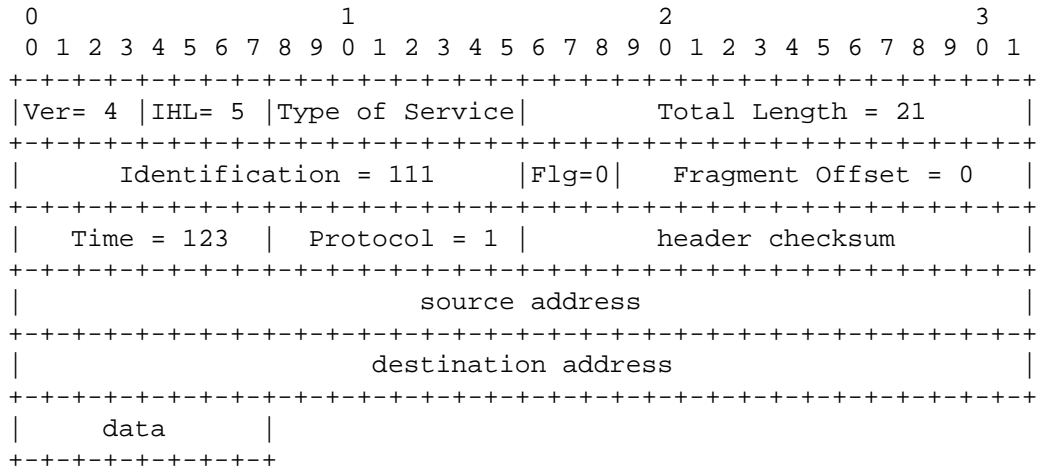 0                   1                   2                   3
 0 1 2 3 4 5 6 7 8 9 0 1 2 3 4 5 6 7 8 9 0 1 2 3 4 5 6 7 8 9 0 1
+-+-+-+-+-+-+-+-+-+-+-+-+-+-+-+-+-+-+-+-+-+-+-+-+-+-+-+-+-+-+-+-+
|Ver= 4 |IHL= 5 |Type of Service|        Total Length = 21      |
+-+-+-+-+-+-+-+-+-+-+-+-+-+-+-+-+-+-+-+-+-+-+-+-+-+-+-+-+-+-+-+-+
|      Identification = 111     |Flg=0|   Fragment Offset = 0   |
+-+-+-+-+-+-+-+-+-+-+-+-+-+-+-+-+-+-+-+-+-+-+-+-+-+-+-+-+-+-+-+-+
|   Time = 123  |  Protocol = 1 |        header checksum        |
+-+-+-+-+-+-+-+-+-+-+-+-+-+-+-+-+-+-+-+-+-+-+-+-+-+-+-+-+-+-+-+-+
|                         source address                        |
+-+-+-+-+-+-+-+-+-+-+-+-+-+-+-+-+-+-+-+-+-+-+-+-+-+-+-+-+-+-+-+-+
|                      destination address                      |
+-+-+-+-+-+-+-+-+-+-+-+-+-+-+-+-+-+-+-+-+-+-+-+-+-+-+-+-+-+-+-+-+
|     data      |
+-+-+-+-+-+-+-+-+